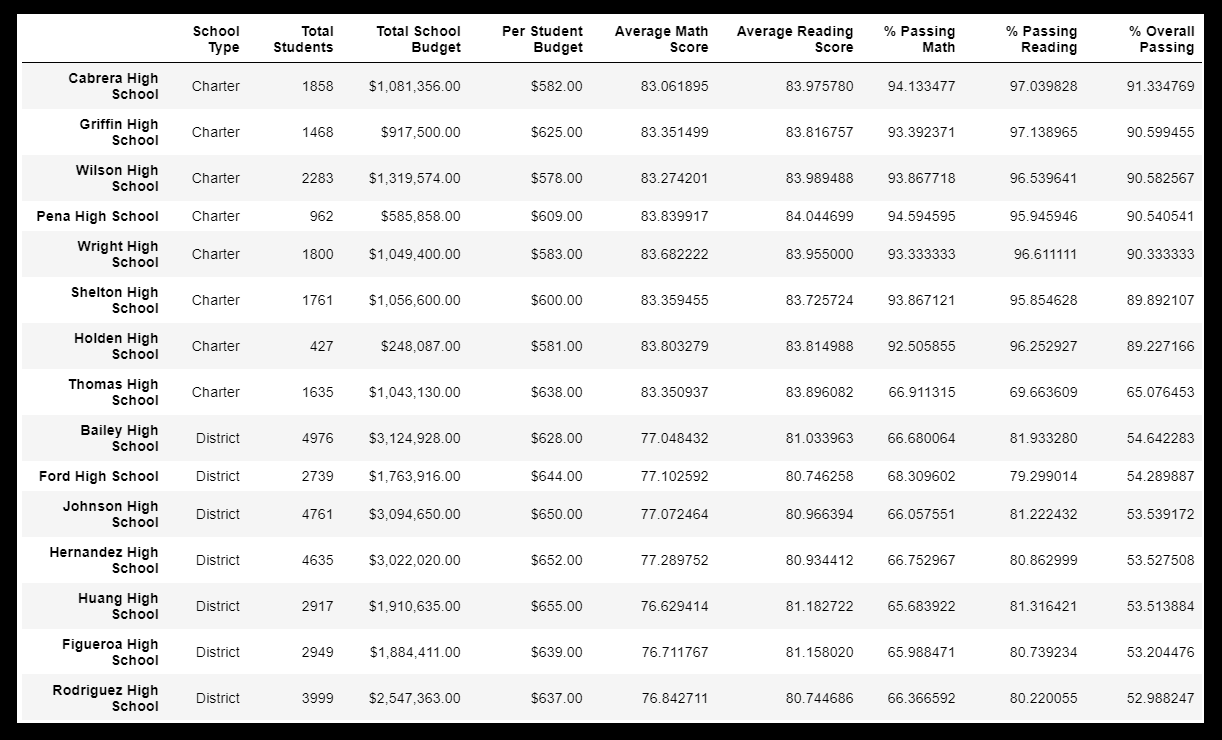 School Type Total Students Total School Budget Per Student Budget Average Math Score Average Reading Score % Passing Math % Passing Reading % Overall Passing
Cabrera High School Charter 1858 $1,081,356.00 $582.00 83.061895 83.975780 94.133477 97.039828 91.334769
Griffin High School Charter 1468 $917,500.00 $625.00 83.351499 83.816757 93.392371 97.138965 90.599455
Wilson High School Charter 2283 $1,319,574.00 $578.00 83.274201 83.989488 93.867718 96.539641 90.582567
Pena High School Charter 962 $585,858.00 $609.00 83.839917 84.044699 94.594595 95.945946 90.540541
Wright High School Charter 1800 $1,049,400.00 $583.00 83.682222 83.955000 93.333333 96.611111 90.333333
Shelton High School Charter 1761 $1,056,600.00 $600.00 83.359455 83.725724 93.867121 95.854628 89.892107
Holden High School Charter 427 $248,087.00 $581.00 83.803279 83.814988 92.505855 96.252927 89.227166
Thomas High School Charter 1635 $1,043,130.00 $638.00 83.350937 83.896082 66.911315 69.663609 65.076453
Bailey High School District 4976 $3,124,928.00 $628.00 77.048432 81.033963 66.680064 81.933280 54.642283
Ford High School District 2739 $1,763,916.00 $644.00 77.102592 80.746258 68.309602 79.299014 54.289887
Johnson High School District 4761 $3,094,650.00 $650.00 77.072464 80.966394 66.057551 81.222432 53.539172
Hernandez High School District 4635 $3,022,020.00 $652.00 77.289752 80.934412 66.752967 80.862999 53.527508
Huang High School District 2917 $1,910,635.00 $655.00 76.629414 81.182722 65.683922 81.316421 53.513884
Figueroa High School District 2949 $1,884,411.00 $639.00 76.711767 81.158020 65.988471 80.739234 53.204476
Rodriguez High School District 3999 $2,547,363.00 $637.00 76.842711 80.744686 66.366592 80.220055 52.988247